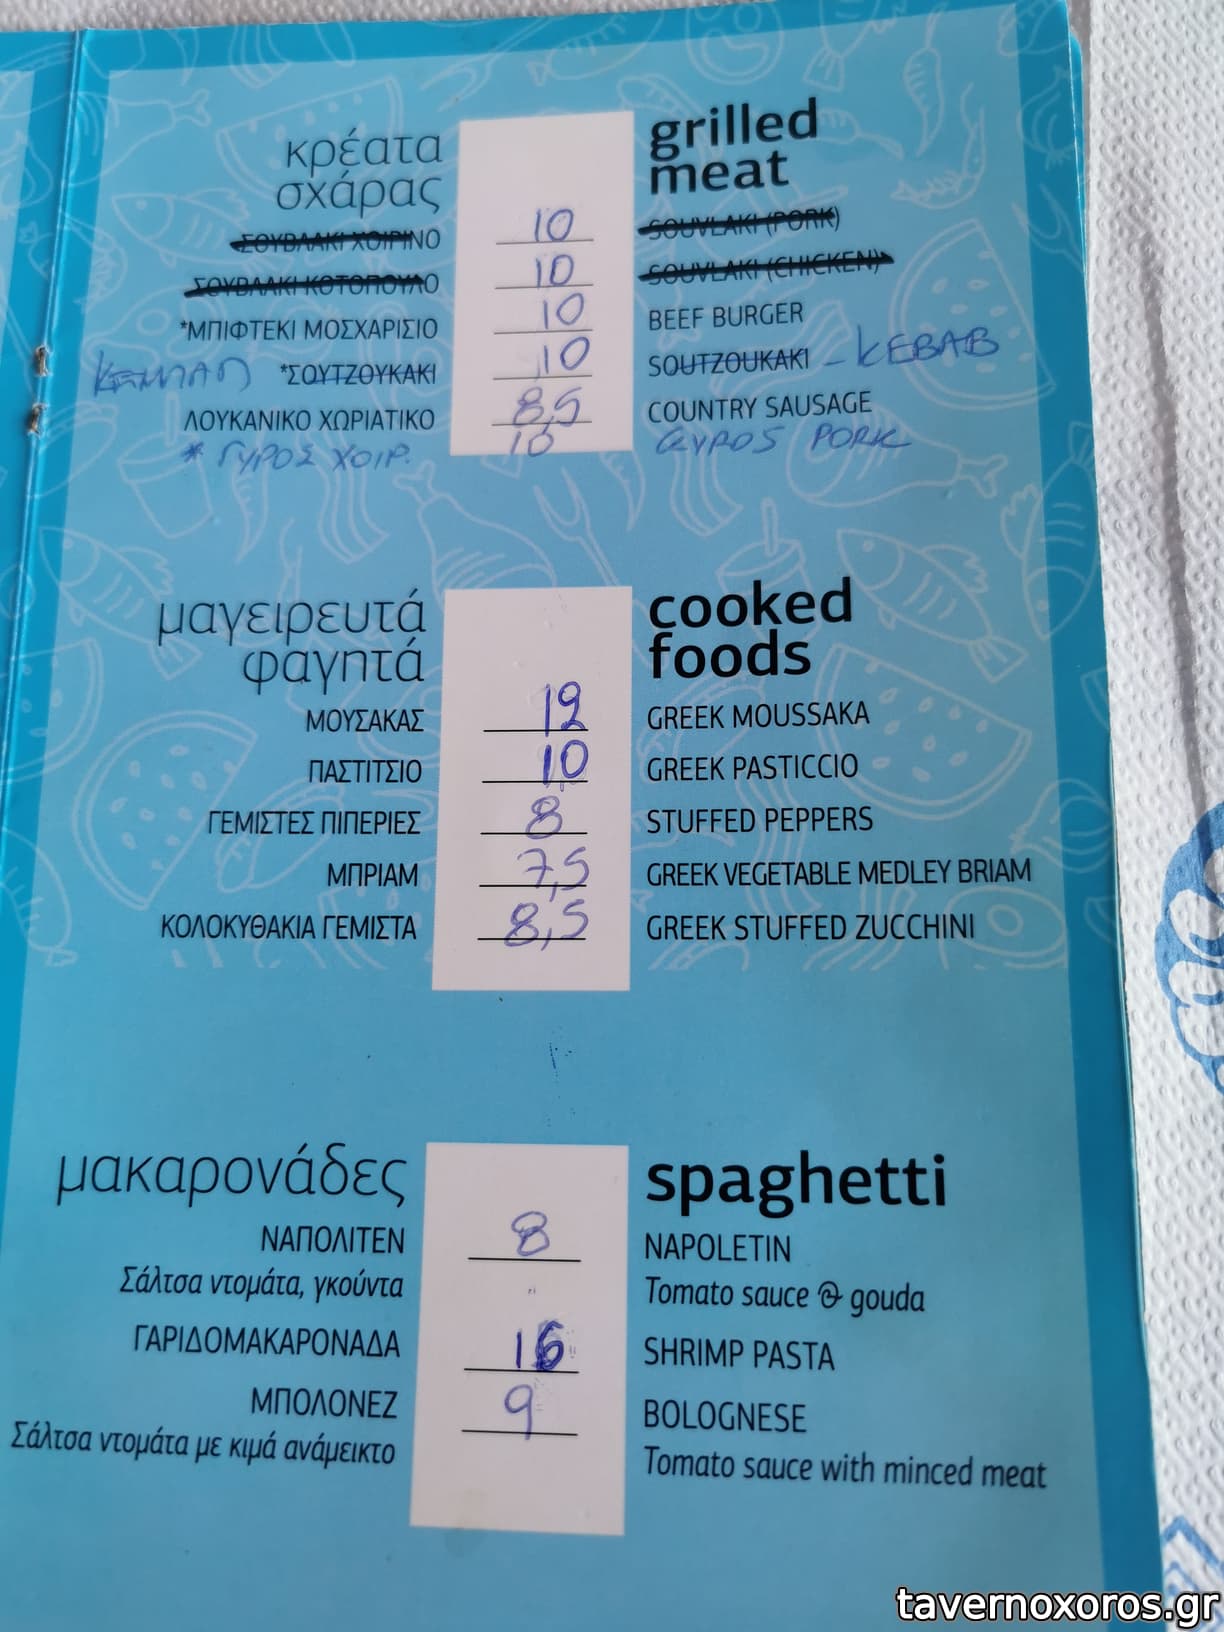 κρέατα
σχάρας
grilled
meat
ΣΟΥΒΛΑΚΙ ΧΟΙΡΙΝΟ 10 SOUVLAKI (PORK)
ΣΟΥΒΛΑΚΙ ΚΟΤΟΠΟΥΛΟ 10 SOUVLAKI (CHICKEN)
*ΜΠΙΦΤΕΚΙ ΜΟΣΧΑΡΙΣΙΟ 10 BEEF BURGER
ΚΕΜΠΑΠ *ΣΟΥΤΖΟΥΚΑΚΙ 10 SOUTZOUKAKI - KEBAB
ΛΟΥΚΑΝΙΚΟ ΧΩΡΙΑΤΙΚΟ 8,5 COUNTRY SAUSAGE
* ΓΥΡΟΣ ΧΟΙΡ. 10 GYROS PORK
μαγειρευτά
φαγητά
cooked
foods
ΜΟΥΣΑΚΑΣ 12 GREEK MOUSSAKA
ΠΑΣΤΙΤΣΙΟ 10 GREEK PASTICCIO
ΓΕΜΙΣΤΕΣ ΠΙΠΕΡΙΕΣ 8 STUFFED PEPPERS
ΜΠΡΙΑΜ 7,5 GREEK VEGETABLE MEDLEY BRIAM
ΚΟΛΟΚΥΘΑΚΙΑ ΓΕΜΙΣΤΑ 8,5 GREEK STUFFED ZUCCHINI
μακαρονάδες spaghetti
ΝΑΠΟΛΙΤΕΝ 8 NAPOLETIN
Σάλτσα ντομάτα, γκούντα Tomato sauce & gouda
ΓΑΡΙΔΟΜΑΚΑΡΟΝΑΔΑ 16 SHRIMP PASTA
ΜΠΟΛΟΝΕΖ 9 BOLOGNESE
Σάλτσα ντομάτα με κιμά ανάμεικτο Tomato sauce with minced meat
tavernoxoros.gr